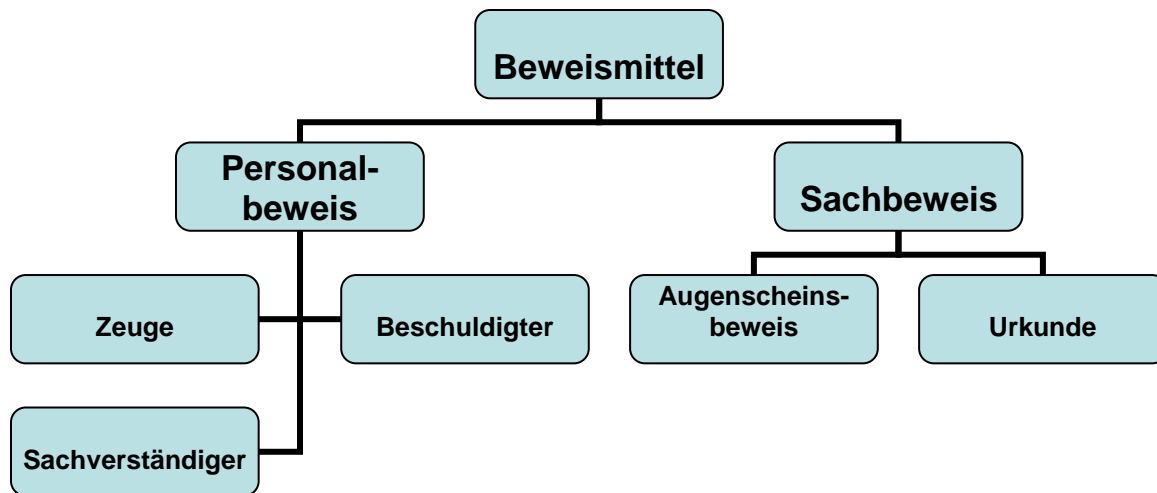 Beweismittel
Personal-
beweis
Sachbeweis
Zeuge
Beschuldigter
Augenscheins-
beweis
Urkunde
Sachverständiger